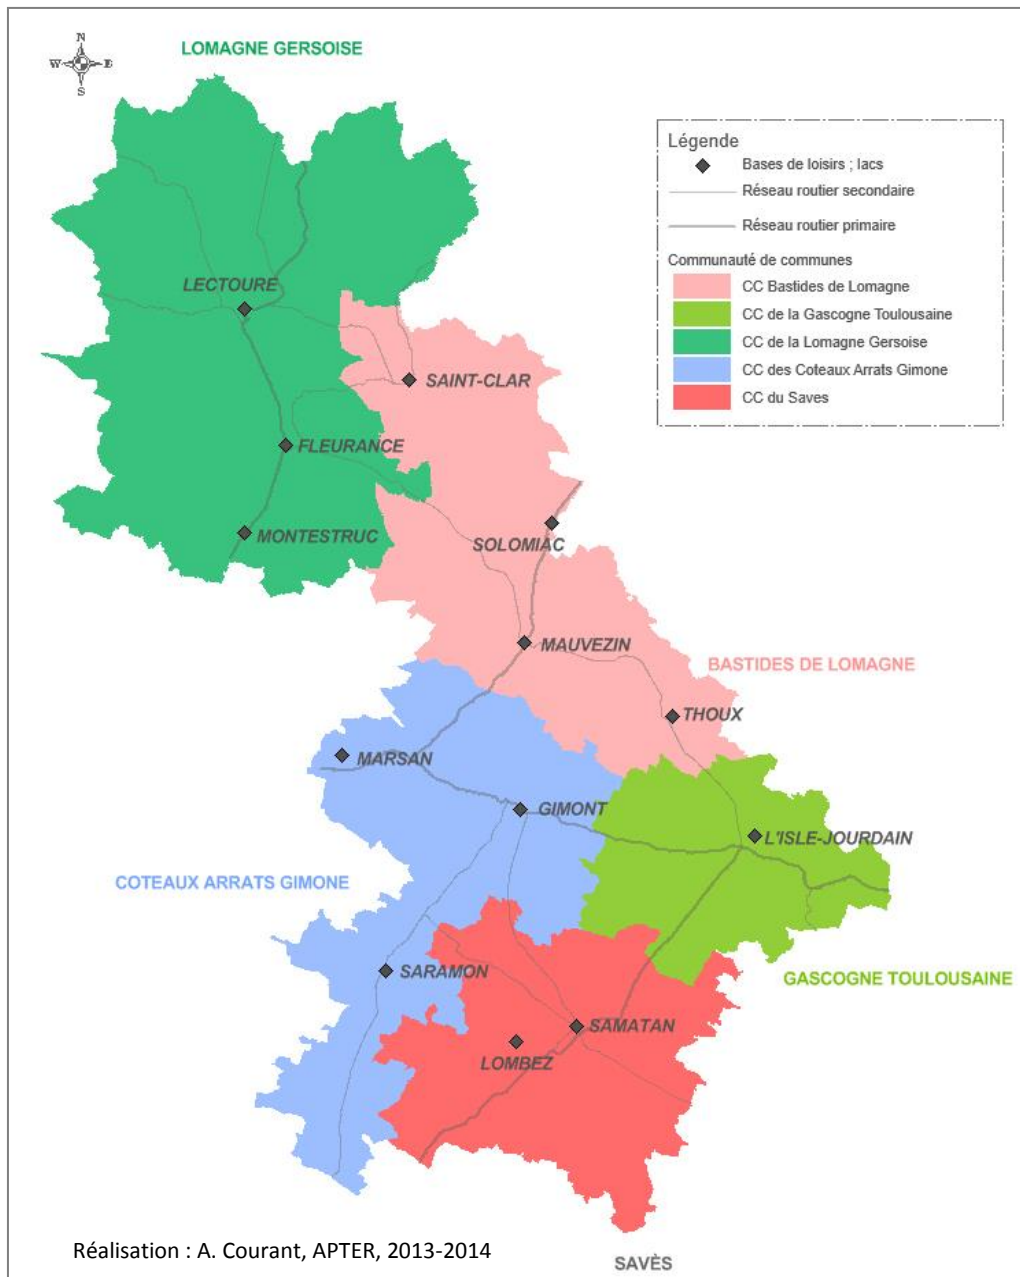 LOMAGNE GERSOISE
N
W E
S
Légende
Bases de loisirs ; lacs
Réseau routier secondaire
Réseau routier primaire
Communauté de communes
CC Bastides de Lomagne
CC de la Gascogne Toulousaine
CC de la Lomagne Gersoise
CC des Coteaux Arrats Gimone
CC du Saves
LECTOURE
SAINT-CLAR
FLEURANCE
MONTESTRUC
SOLOMIAC
MAUVEZIN
BASTIDES DE LOMAGNE
THOUX
MARSAN
GIMONT
L'ISLE-JOURDAIN
COTEAUX ARRATS GIMONE
SARAMON
GASCOGNE TOULOUSAINE
SAMATAN
LOMBEZ
Réalisation : A. Courant, APTER, 2013-2014
SAVÈS